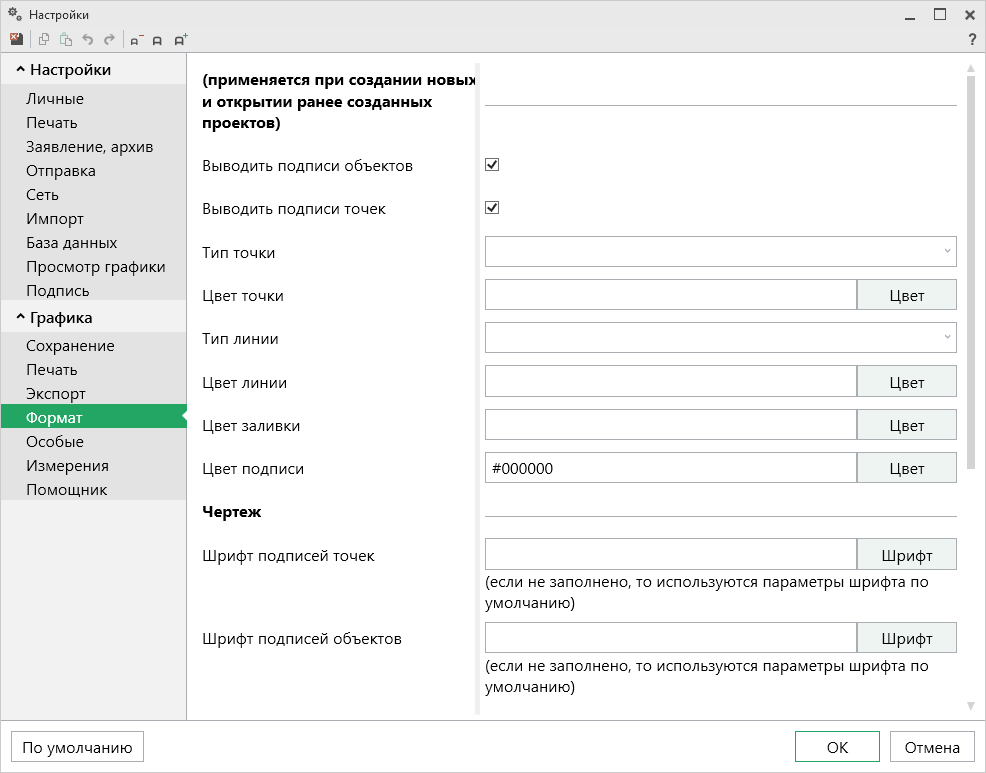 Настройки
?
Настройки
Личные
Печать
Заявление, архив
Отправка
Сеть
Импорт
База данных
Просмотр графики
Подпись
Графика
Сохранение
Печать
Экспорт
Формат
Особые
Измерения
Помощник
(применяется при создании новых
и открытии ранее созданных
проектов)
Выводить подписи объектов
Выводить подписи точек
Тип точки
Цвет точки
Цвет
Тип линии
Цвет линии
Цвет
Цвет заливки
Цвет
Цвет подписи
#000000
Цвет
Чертеж
Шрифт подписей точек
Шрифт
(если не заполнено, то используются параметры шрифта по
умолчанию)
Шрифт подписей объектов
Шрифт
(если не заполнено, то используются параметры шрифта по
умолчанию)
По умолчанию
ОК
Отмена